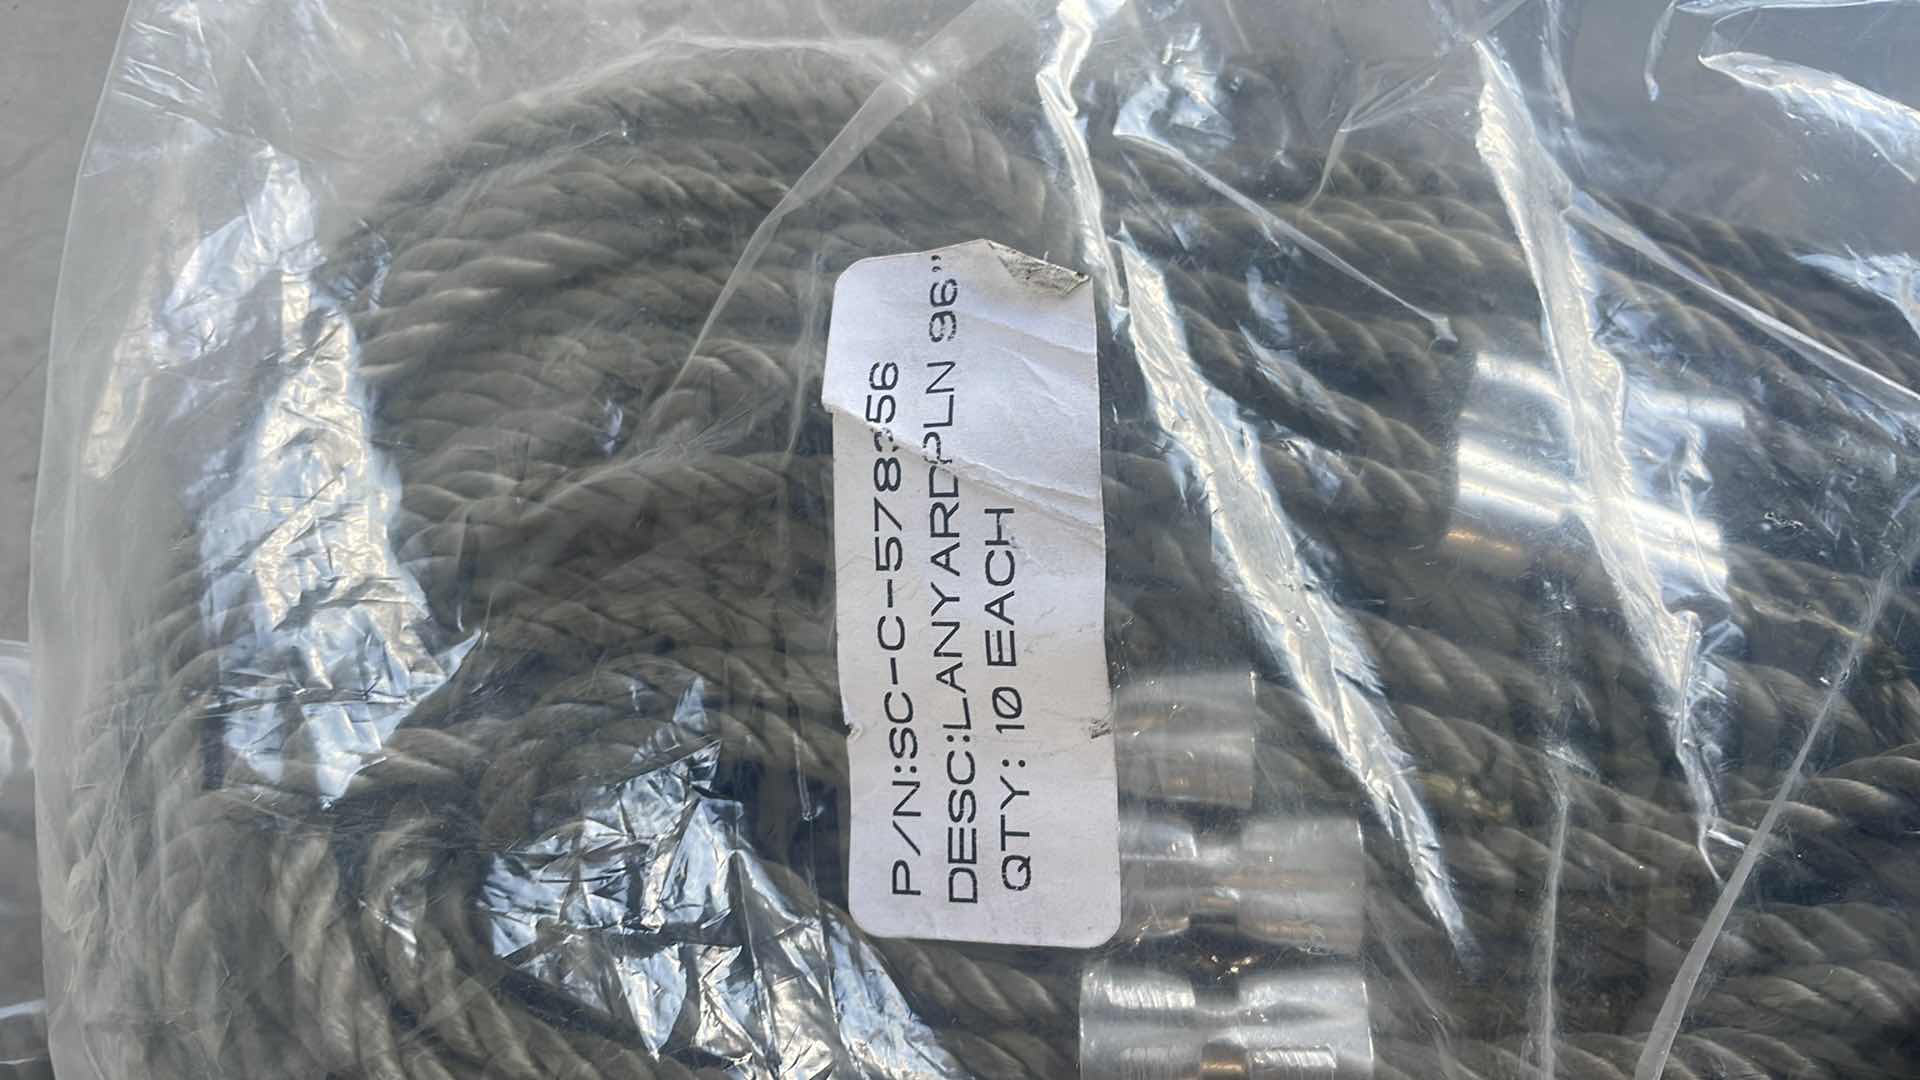 P/N:SC-C-578356
DESC:LANYARD PLN 96"
QTY: 10 EACH